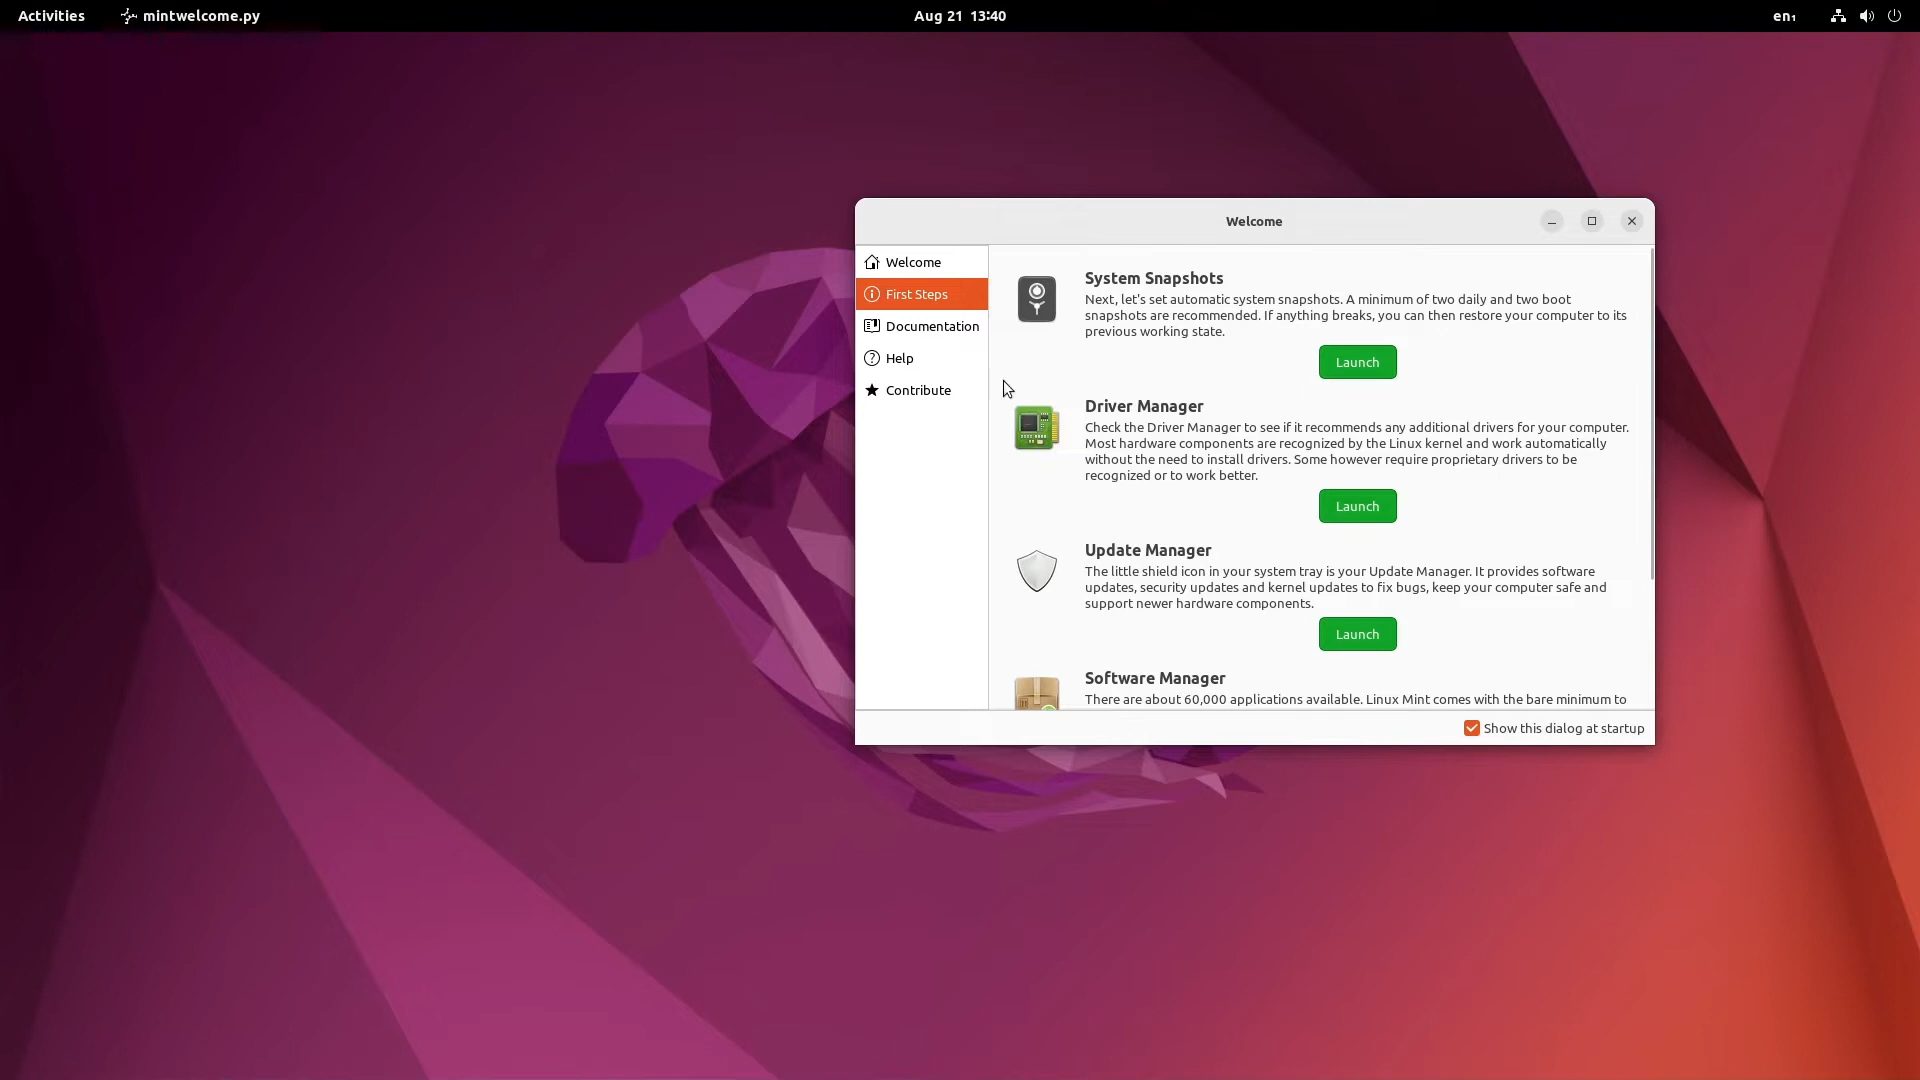 Activities
mintwelcome.py
Aug 21 13:40
en₁
Welcome
Welcome
First Steps
Documentation
Help
Contribute
System Snapshots
Next, let's set automatic system snapshots. A minimum of two daily and two boot
snapshots are recommended. If anything breaks, you can then restore your computer to its
previous working state.
Launch
Driver Manager
Check the Driver Manager to see if it recommends any additional drivers for your computer.
Most hardware components are recognized by the Linux kernel and work automatically
without the need to install drivers. Some however require proprietary drivers to be
recognized or to work better.
Launch
Update Manager
The little shield icon in your system tray is your Update Manager. It provides software
updates, security updates and kernel updates to fix bugs, keep your computer safe and
support newer hardware components.
Launch
Software Manager
There are about 60,000 applications available. Linux Mint comes with the bare minimum to
Show this dialog at startup